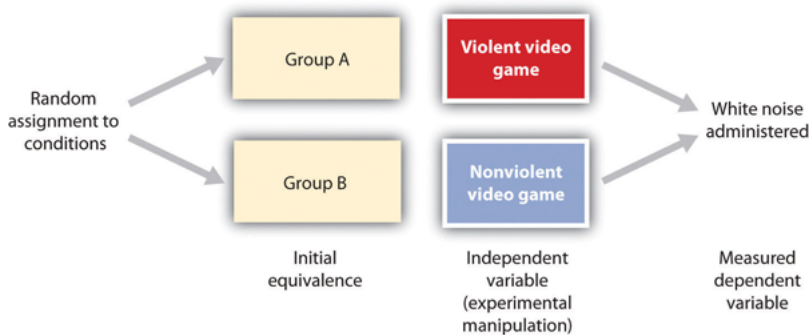 Random
assignment to
conditions
Group A
Group B
Violent video
game
Nonviolent
video game
White noise
administered
Initial
equivalence
Independent
variable
(experimental
manipulation)
Measured
dependent
variable